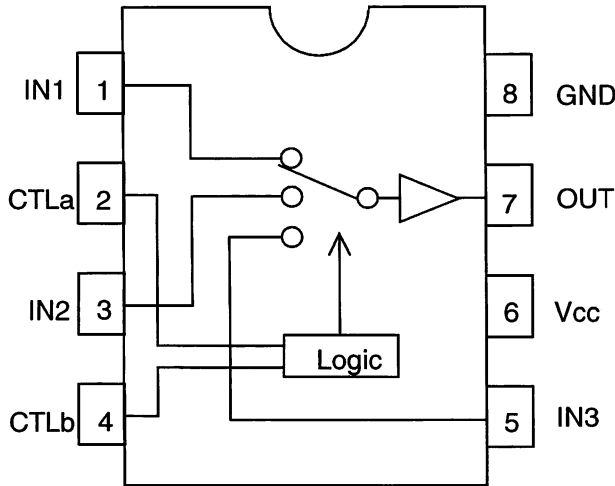 IN1 1
8 GND
CTLa 2
7 OUT
IN2 3
6 Vcc
Logic
CTLb 4
5 IN3